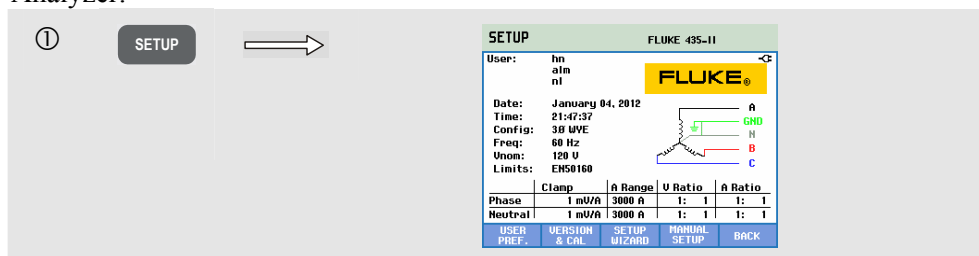 Analyzer.
① SETUP
SETUP FLUKE 435-II
User: hn
alm
nl
FLUKE®
Date: January 04, 2012
Time: 21:47:37
Config: 3Ø WYE
Freq: 60 Hz
Vnom: 120 V
Limits: EN50160
A
GND
N
B
C
Clamp A Range V Ratio A Ratio
Phase 1 mV/A 3000 A 1: 1 1: 1
Neutral 1 mV/A 3000 A 1: 1 1: 1
USER PREF. VERSION & CAL SETUP WIZARD MANUAL SETUP BACK